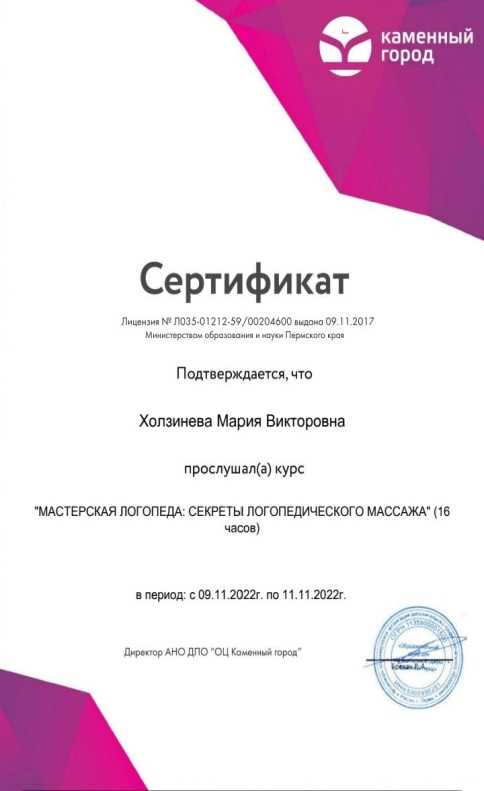 каменный
город
Сертификат
Лицензия № Л035-01212-59/00204600 выдана 09.11.2017
Министерством образования и науки Пермского края
Подтверждается, что
Холзинева Мария Викторовна
прослушал(а) курс
"МАСТЕРСКАЯ ЛОГОПЕДА: СЕКРЕТЫ ЛОГОПЕДИЧЕСКОГО МАССАЖА" (16
часов)
в период: с 09.11.2022г. по 11.11.2022г.
Директор АНО ДПО "ОЦ Каменный город"